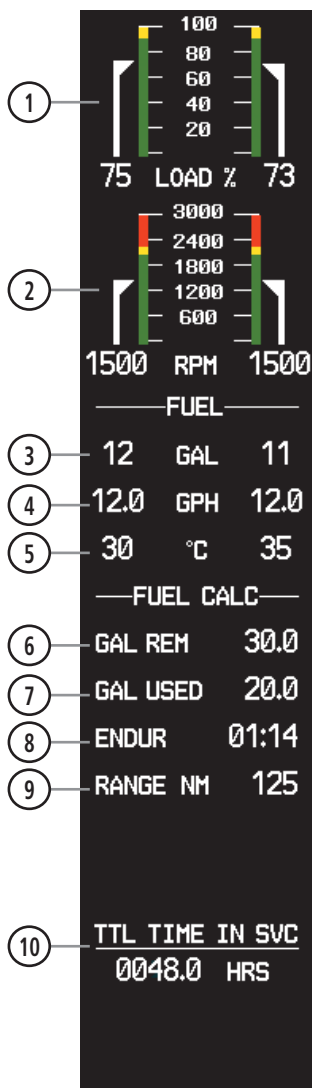 100
80
60
1
40
20
75 LOAD % 73
3000
2400
1800
2
1200
600
1500 RPM 1500
FUEL
3 12 GAL 11
4 12.0 GPH 12.0
5 30 °C 35
FUEL CALC
6 GAL REM 30.0
7 GAL USED 20.0
8 ENDUR 01:14
9 RANGE NM 125
10 TTL TIME IN SVC
0048.0 HRS